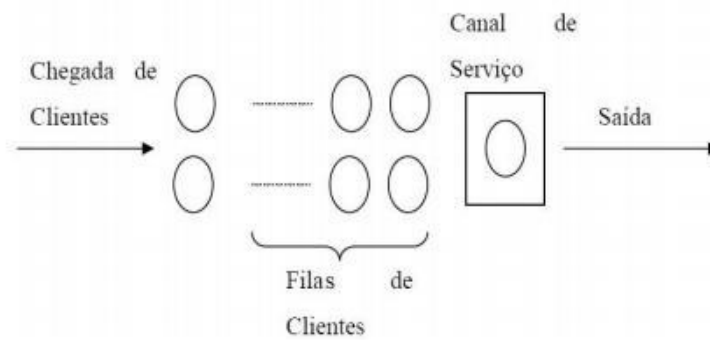 Canal de
Serviço
Chegada de
Clientes
Saída
Filas de
Clientes